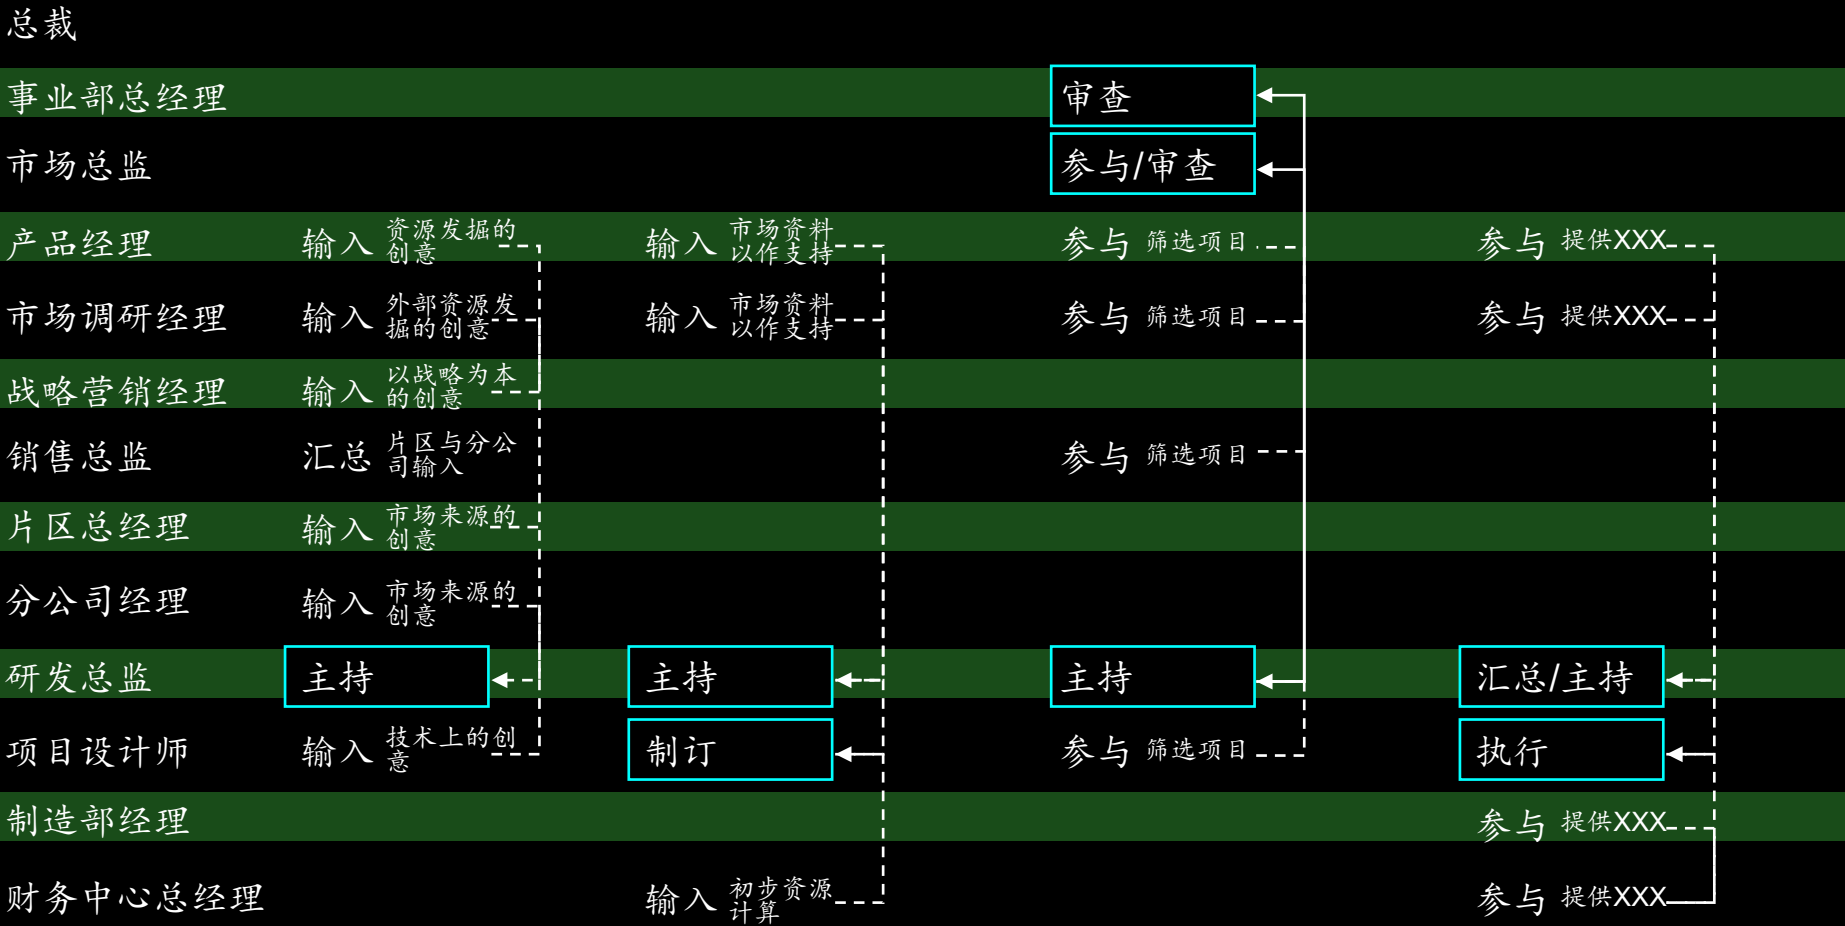 总裁
事业部总经理
审查
市场总监
参与/审查
产品经理
输入
资源发掘的
创意
输入
市场资料
以作支持
参与
筛选项目
参与
提供XXX
市场调研经理
输入
外部资源发
掘的创意
输入
市场资料
以作支持
参与
筛选项目
参与
提供XXX
战略营销经理
输入
以战略为本
的创意
销售总监
汇总
片区与分公
司输入
参与
筛选项目
片区总经理
输入
市场来源的
创意
分公司经理
输入
市场来源的
创意
研发总监
主持
主持
主持
汇总/主持
项目设计师
输入
技术上的创
意
制订
参与
筛选项目
执行
制造部经理
参与
提供XXX
财务中心总经理
输入
初步资源
计算
参与
提供XXX